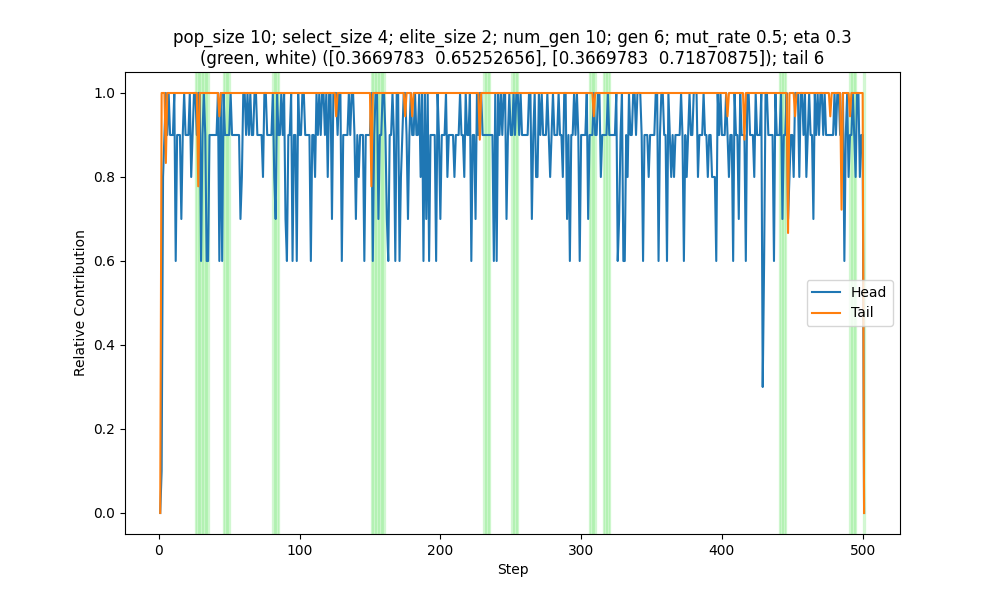 pop_size 10; select_size 4; elite_size 2; num_gen 10; gen 6; mut_rate 0.5; eta 0.3
(green, white) ([0.3669783  0.65252656], [0.3669783  0.71870875]); tail 6
1.0
0.8
0.6
0.4
0.2
0.0
Relative Contribution
Head
Tail
0
100
200
300
400
500
Step